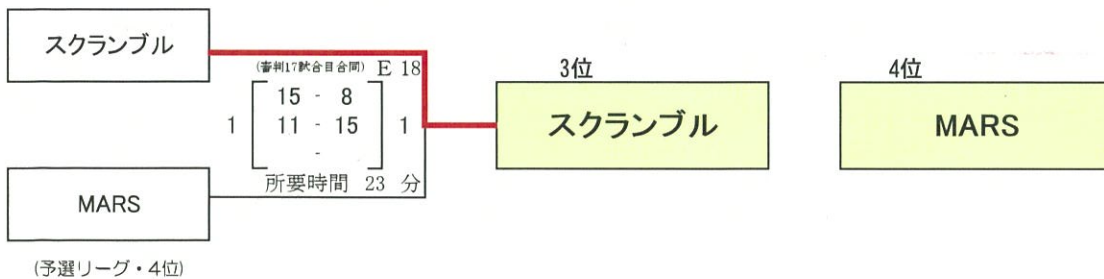 スクランブル
(審判17試合目合同) E 18
15 - 8
1 11 - 15 1
-
所要時間 23 分
MARS
(予選リーグ・4位)
3位
スクランブル
4位
MARS